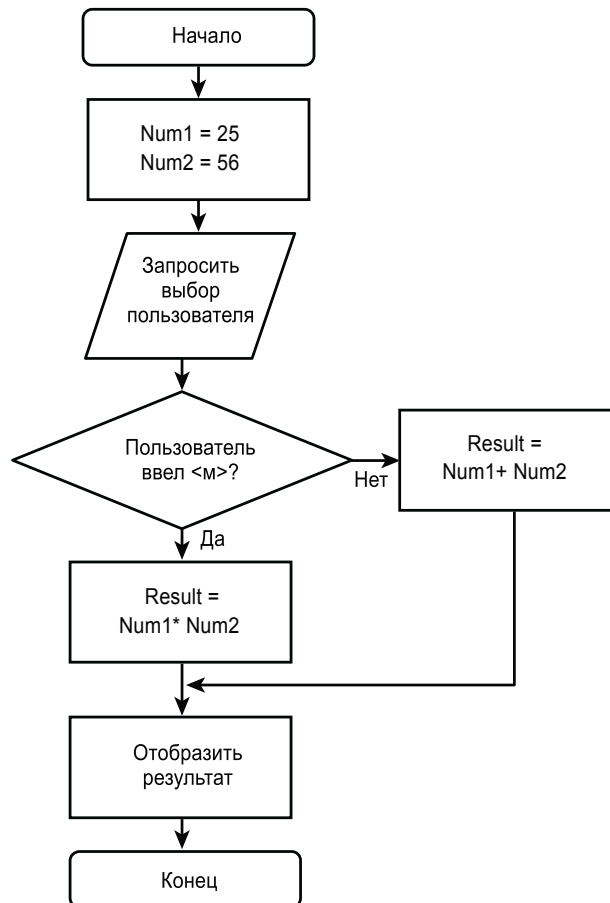 Начало
Num1 = 25
Num2 = 56
Запросить
выбор
пользователя
Пользователь
ввел <м>?
Нет
Result =
Num1+ Num2
Да
Result =
Num1* Num2
Отобразить
результат
Конец